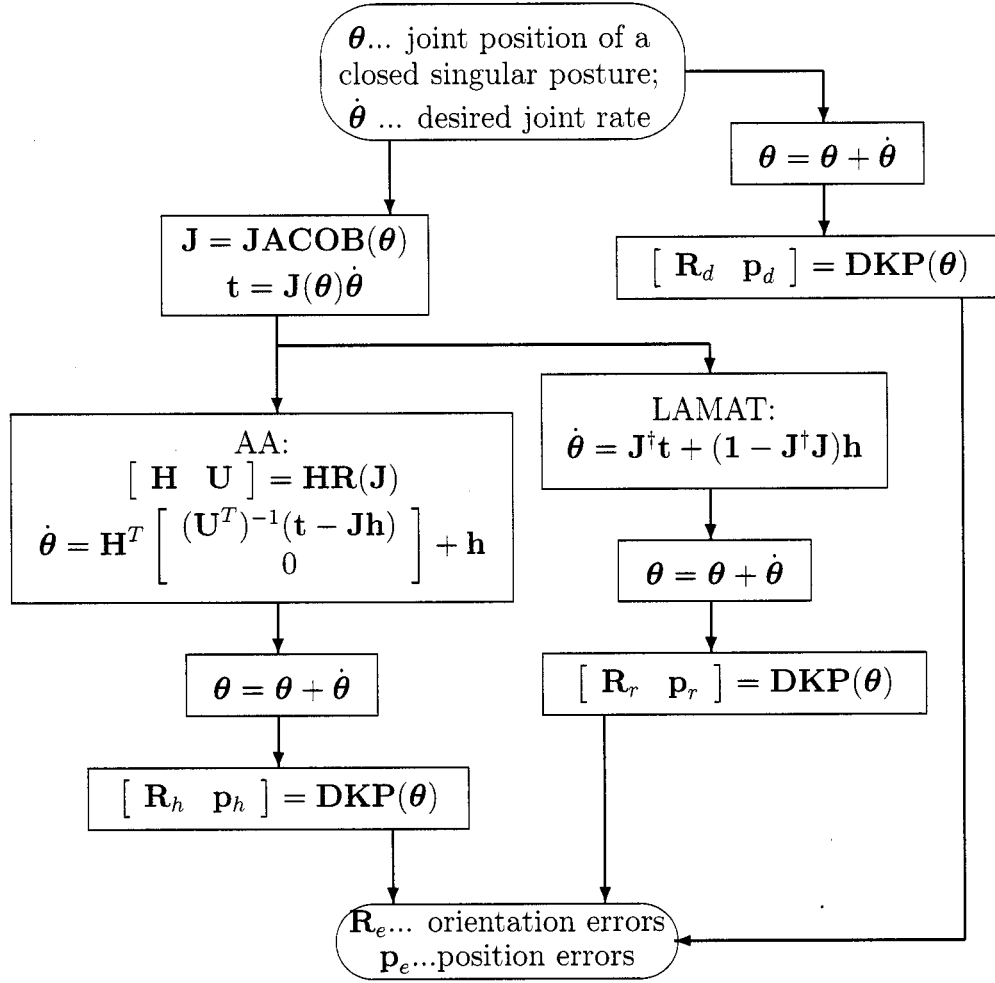 θ... joint position of a
closed singular posture;
θ̇ ... desired joint rate
θ = θ + θ̇
J = JACOB(θ)
t = J(θ)θ̇
[ R_d p_d ] = DKP(θ)
AA:
[ H U ] = HR(J)
θ̇ = H^T [ (U^T)^{-1}(t − Jh) ; 0 ] + h
LAMAT:
θ̇ = J^†t + (1 − J^†J)h
θ = θ + θ̇
[ R_r p_r ] = DKP(θ)
θ = θ + θ̇
[ R_h p_h ] = DKP(θ)
R_e... orientation errors
p_e...position errors